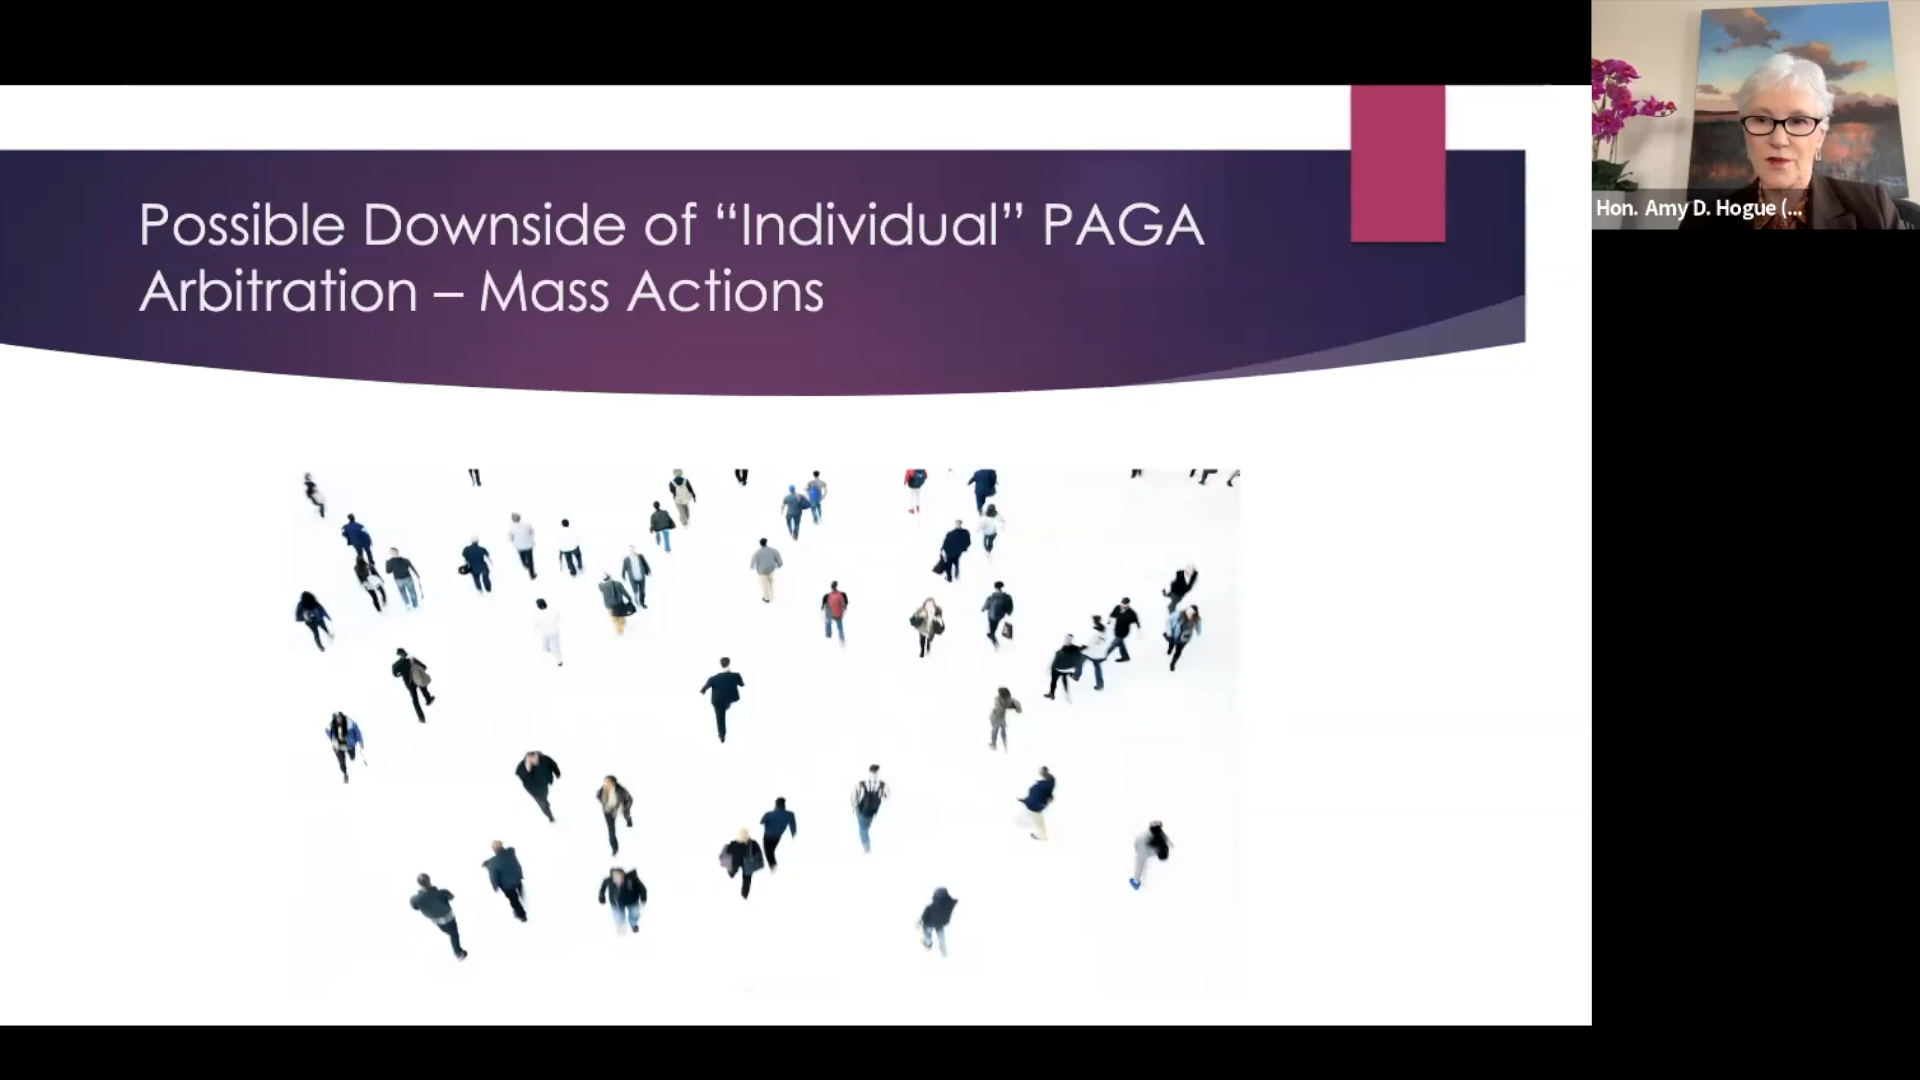 Possible Downside of “Individual” PAGA
Arbitration – Mass Actions
Hon. Amy D. Hogue (...